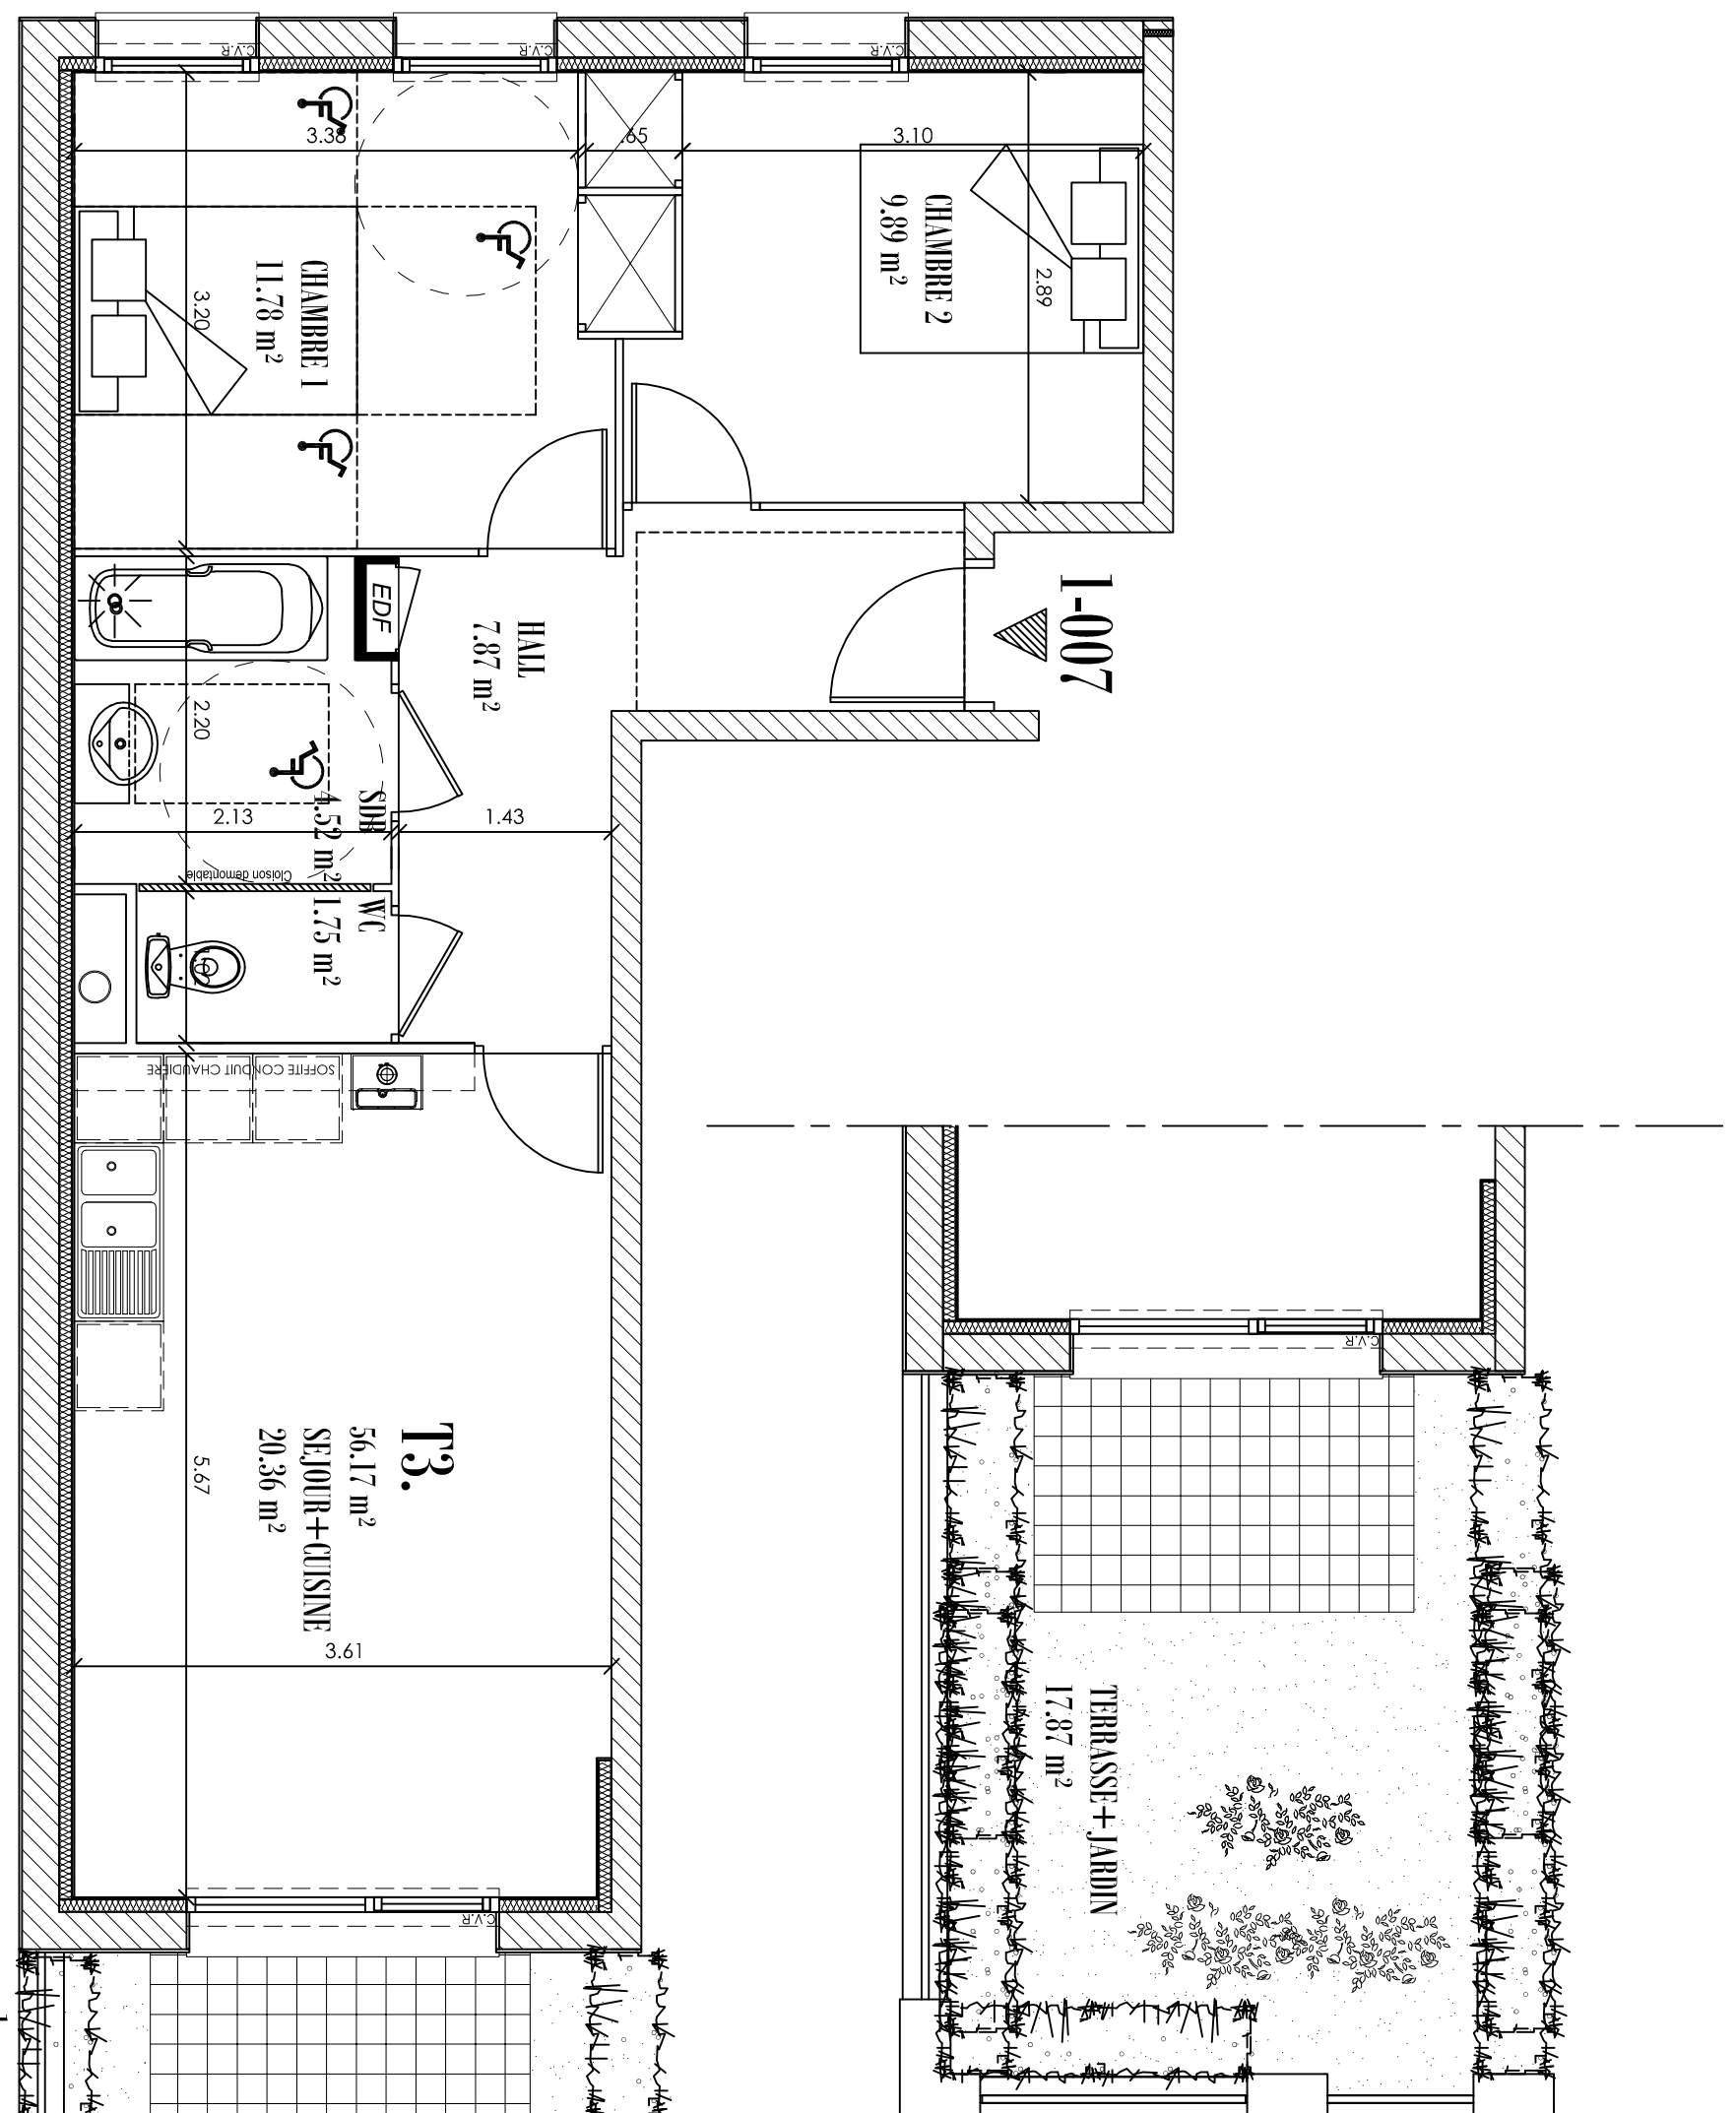 C.V.R
C.V.R
C.V.R
3.38
.65
3.10
CHAMBRE 2
9.89 m²
2.89
CHAMBRE 1
11.78 m²
3.20
1-007
EDF
HALL
7.87 m²
2.20
SDB
4.52 m²
2.13
1.43
Cloison démontable
WC
1.75 m²
SOFFITE CONDUIT CHAUDIERE
T3.
56.17 m²
SEJOUR+CUISINE
20.36 m²
5.67
3.61
C.V.R
C.V.R
TERRASSE+JARDIN
17.87 m²